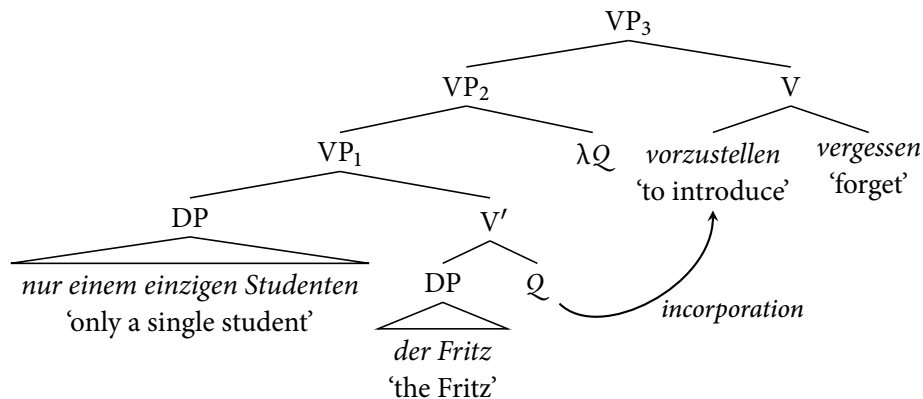 VP₃
VP₂ V
VP₁ λQ vorzustellen vergessen
‘to introduce’ ‘forget’
DP V′
nur einem einzigen Studenten DP Q
‘only a single student’ incorporation
der Fritz
‘the Fritz’